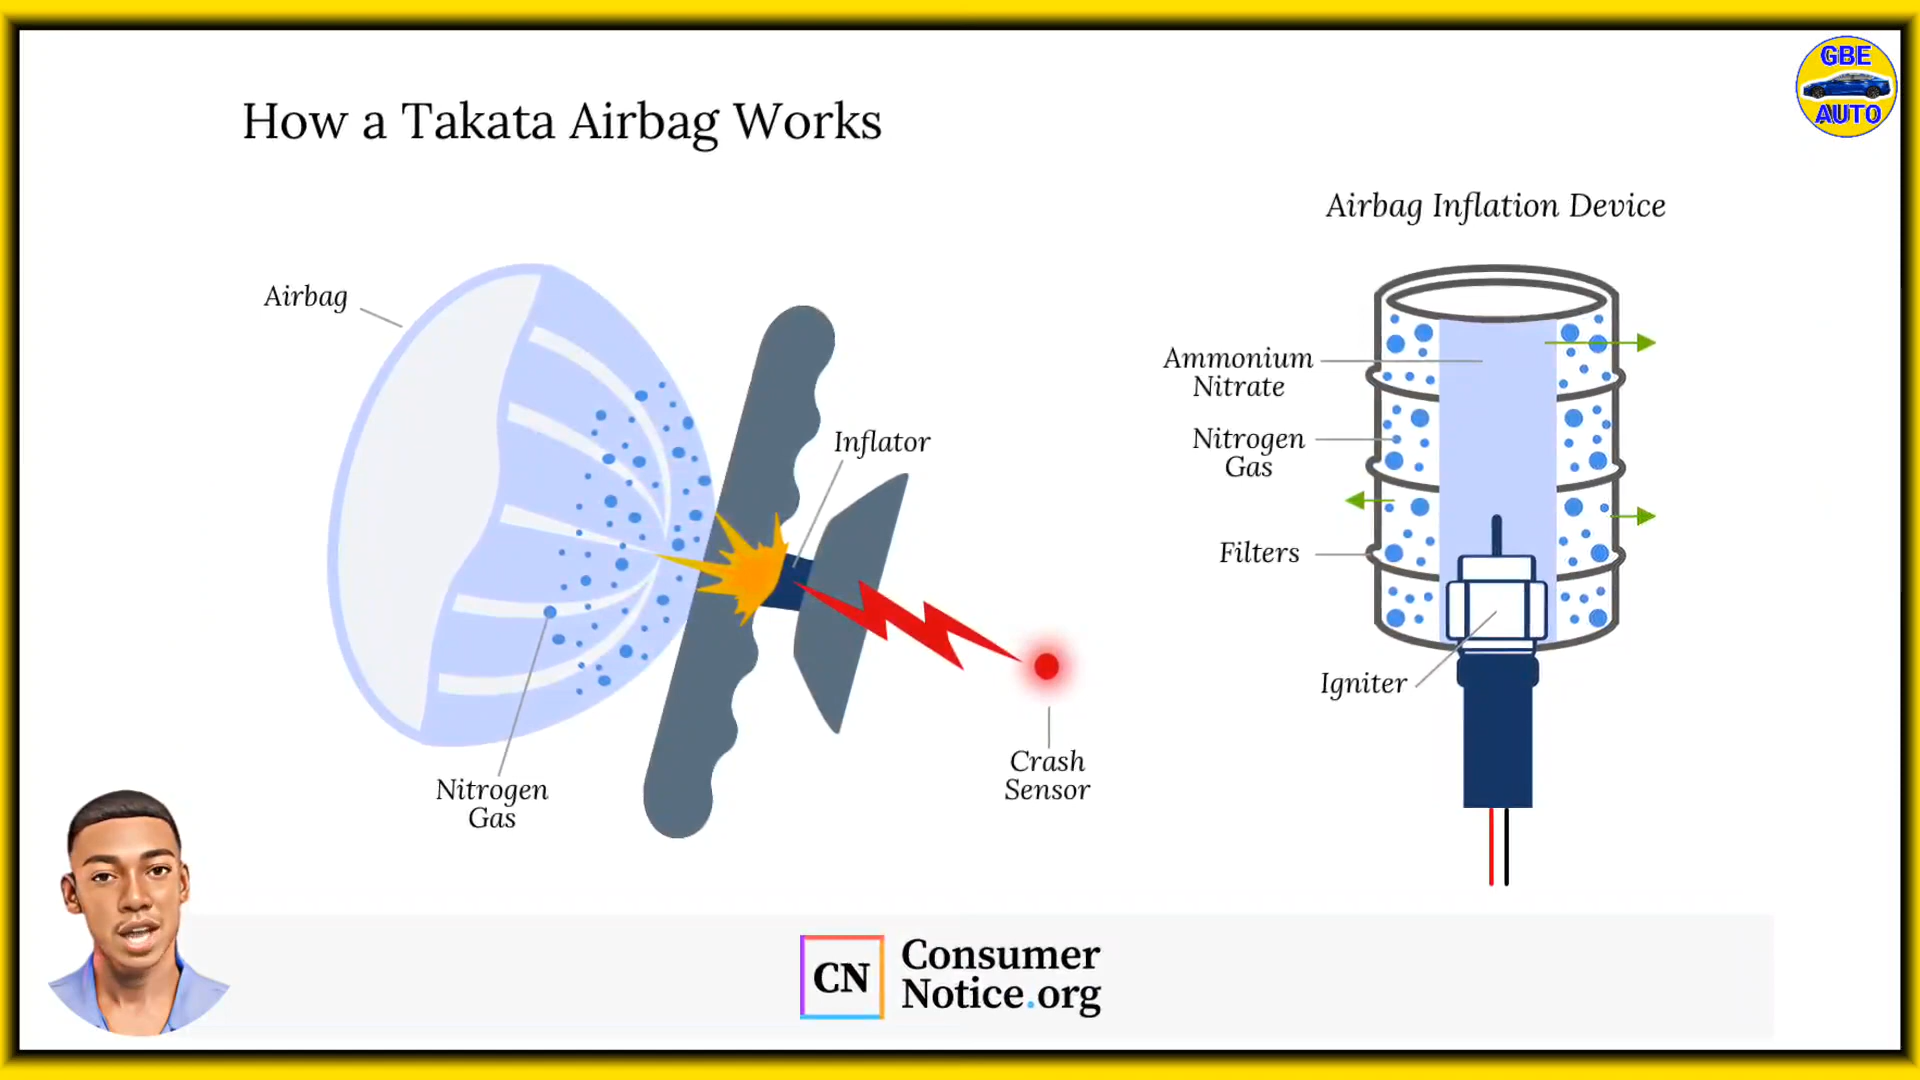 GBE
AUTO
How a Takata Airbag Works
Airbag Inflation Device
Airbag
Inflator
Nitrogen
Gas
Crash
Sensor
Ammonium
Nitrate
Nitrogen
Gas
Filters
Igniter
CN
Consumer
Notice.org